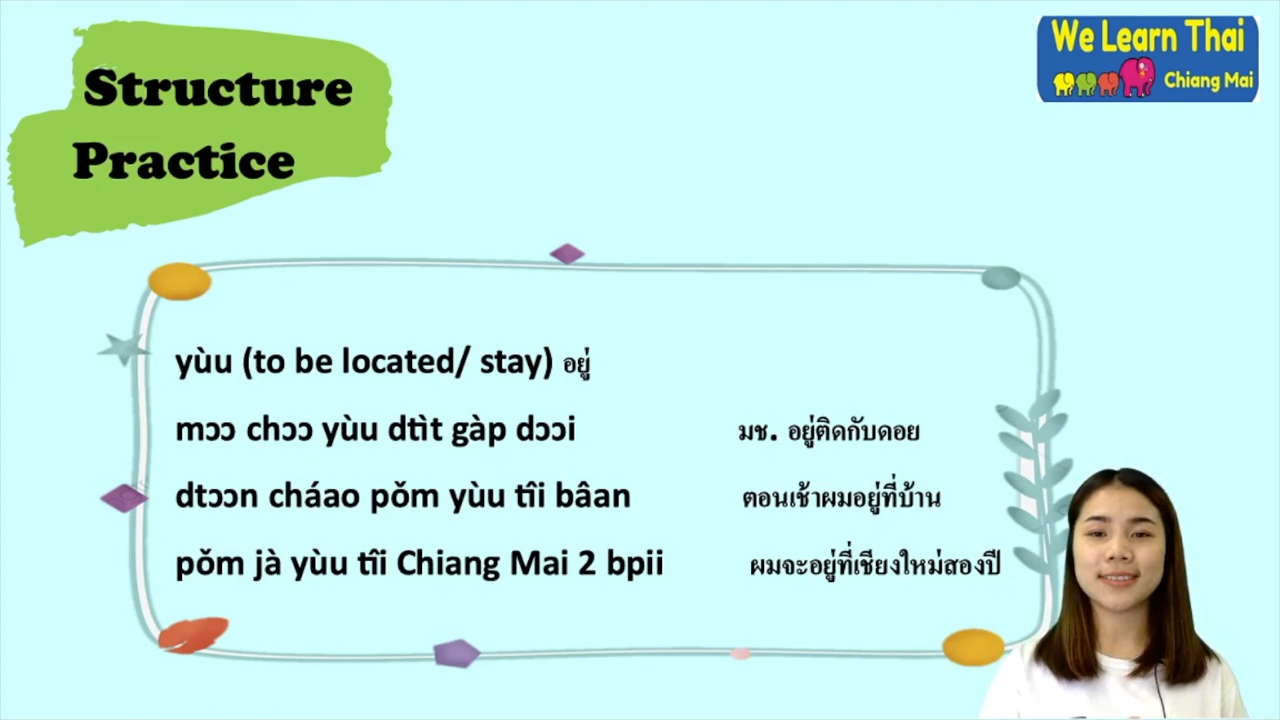 Structure
Practice
We Learn Thai
Chiang Mai
yùu (to be located/ stay) อยู่
mɔɔ chɔɔ yùu dtìt gàp dɔɔi มช. อยู่ติดกับดอย
dtɔɔn cháao pǒm yùu tîi bâan ตอนเช้าผมอยู่ที่บ้าน
pǒm jà yùu tîi Chiang Mai 2 bpii ผมจะอยู่ที่เชียงใหม่สองปี